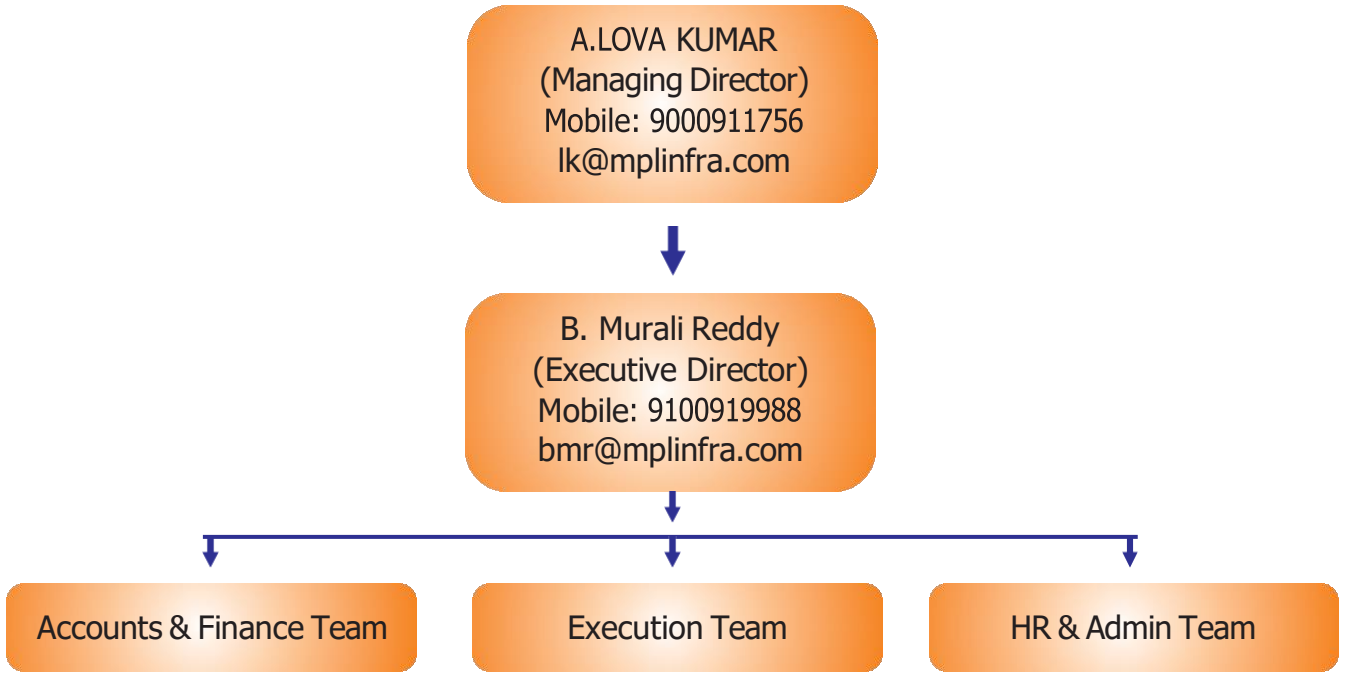 A.LOVA KUMAR
(Managing Director)
Mobile: 9000911756
lk@mplinfra.com
B. Murali Reddy
(Executive Director)
Mobile: 9100919988
bmr@mplinfra.com
Accounts & Finance Team
Execution Team
HR & Admin Team